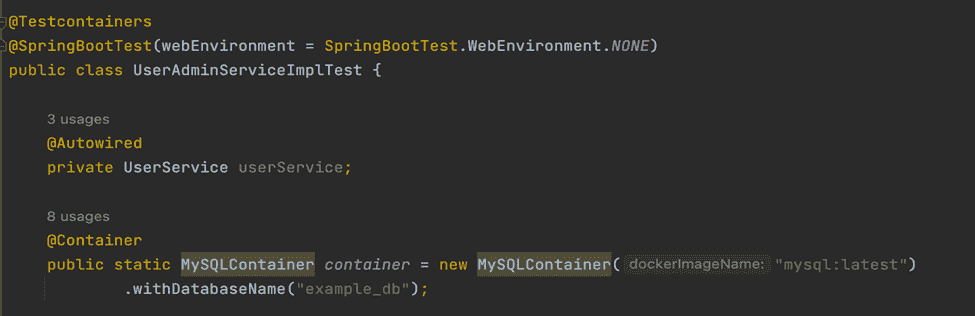 @Testcontainers
@SpringBootTest(webEnvironment = SpringBootTest.WebEnvironment.NONE)
public class UserAdminServiceImplTest {
3 usages
@Autowired
private UserService userService;
8 usages
@Container
public static MySQLContainer container = new MySQLContainer( dockerImageName: "mysql:latest")
.withDatabaseName("example_db");